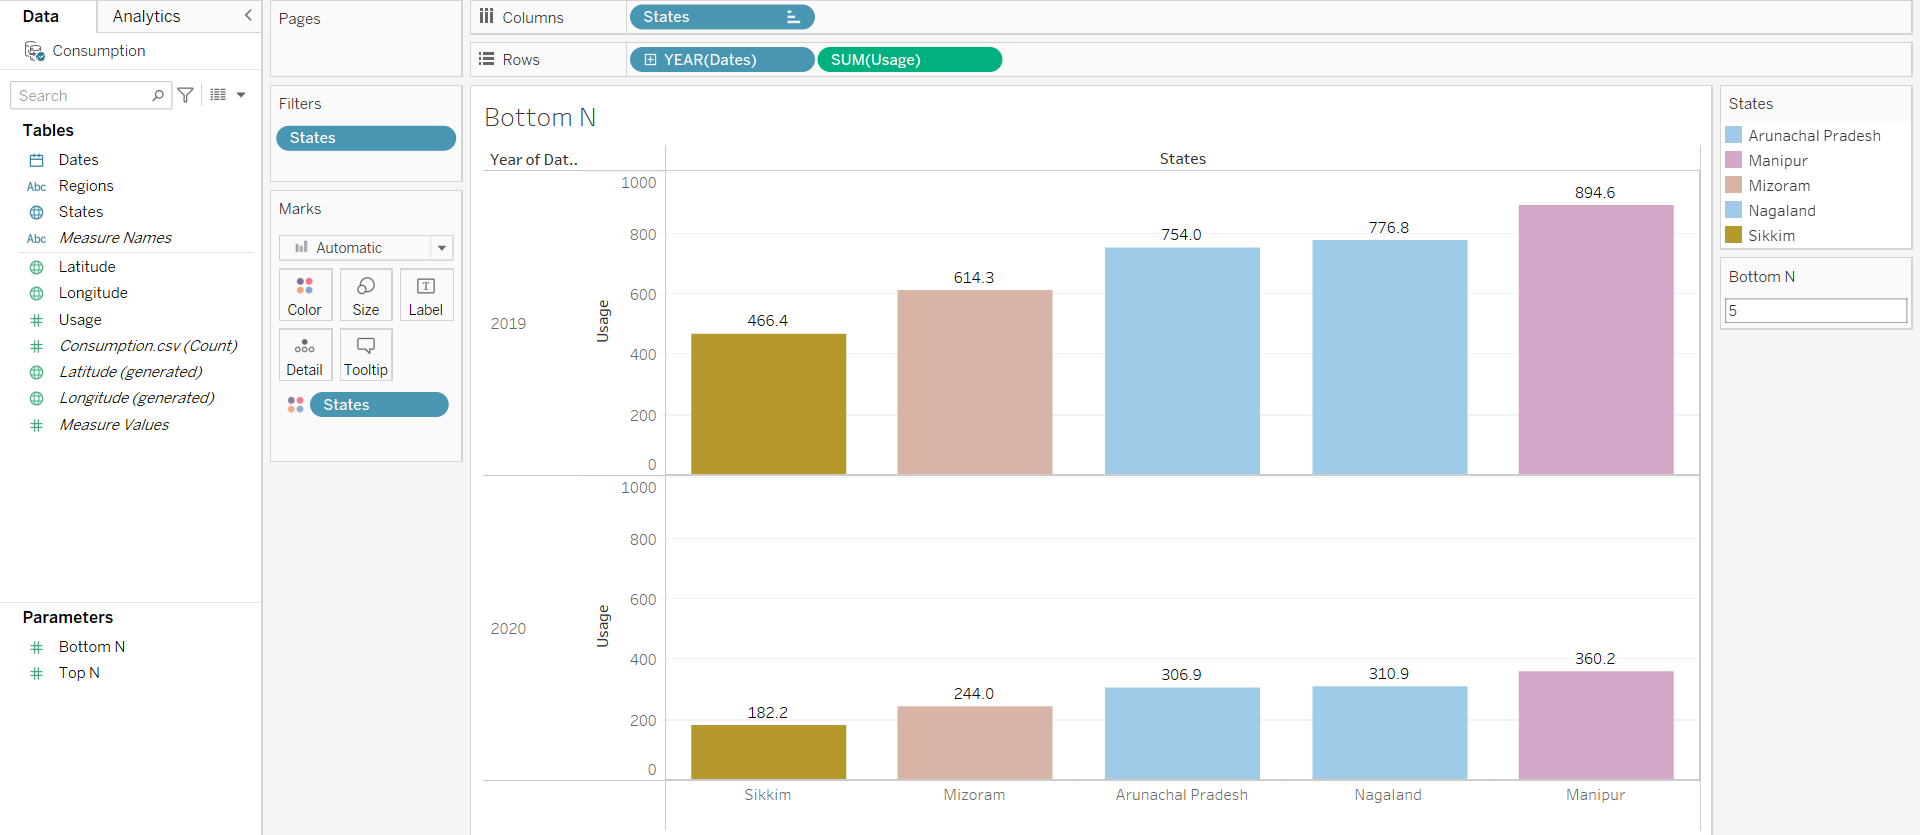 Data
Analytics
Consumption
Search
Tables
Dates
Abc Regions
States
Abc Measure Names
Latitude
Longitude
Usage
Consumption.csv (Count)
Latitude (generated)
Longitude (generated)
Measure Values
Parameters
Bottom N
Top N
Pages
Filters
States
Marks
Automatic
Color Size Label
Detail Tooltip
States
Columns States
Rows YEAR(Dates) SUM(Usage)
Bottom N
Year of Dat..
States
2019
Usage
1000
800
600
400
200
0
466.4
614.3
754.0
776.8
894.6
2020
Usage
1000
800
600
400
200
0
182.2
244.0
306.9
310.9
360.2
Sikkim
Mizoram
Arunachal Pradesh
Nagaland
Manipur
States
Arunachal Pradesh
Manipur
Mizoram
Nagaland
Sikkim
Bottom N
5